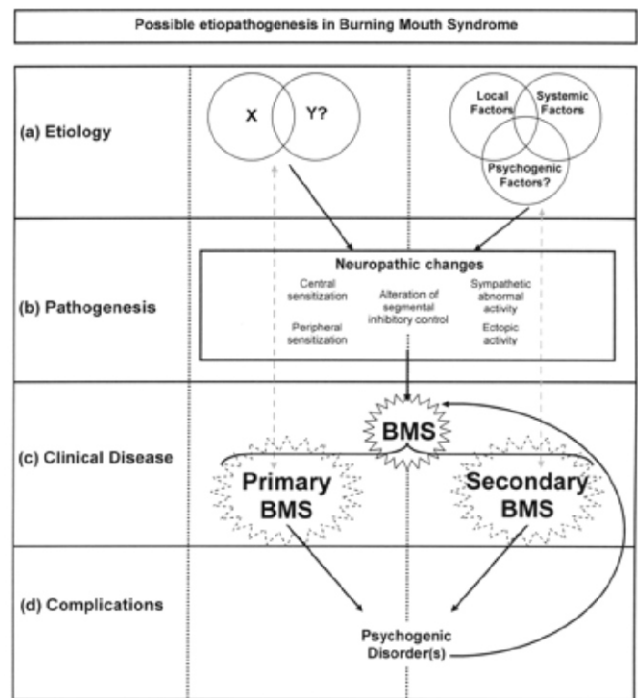 Possible etiopathogenesis in Burning Mouth Syndrome
(a) Etiology
X
Y?
Local
Factors
Systemic
Factors
Psychogenic
Factors?
(b) Pathogenesis
Neuropathic changes
Central
sensitization
Peripheral
sensitization
Alteration of
segmental
inhibitory control
Sympathetic
abnormal
activity
Ectopic
activity
(c) Clinical Disease
BMS
Primary
BMS
Secondary
BMS
(d) Complications
Psychogenic
Disorder(s)